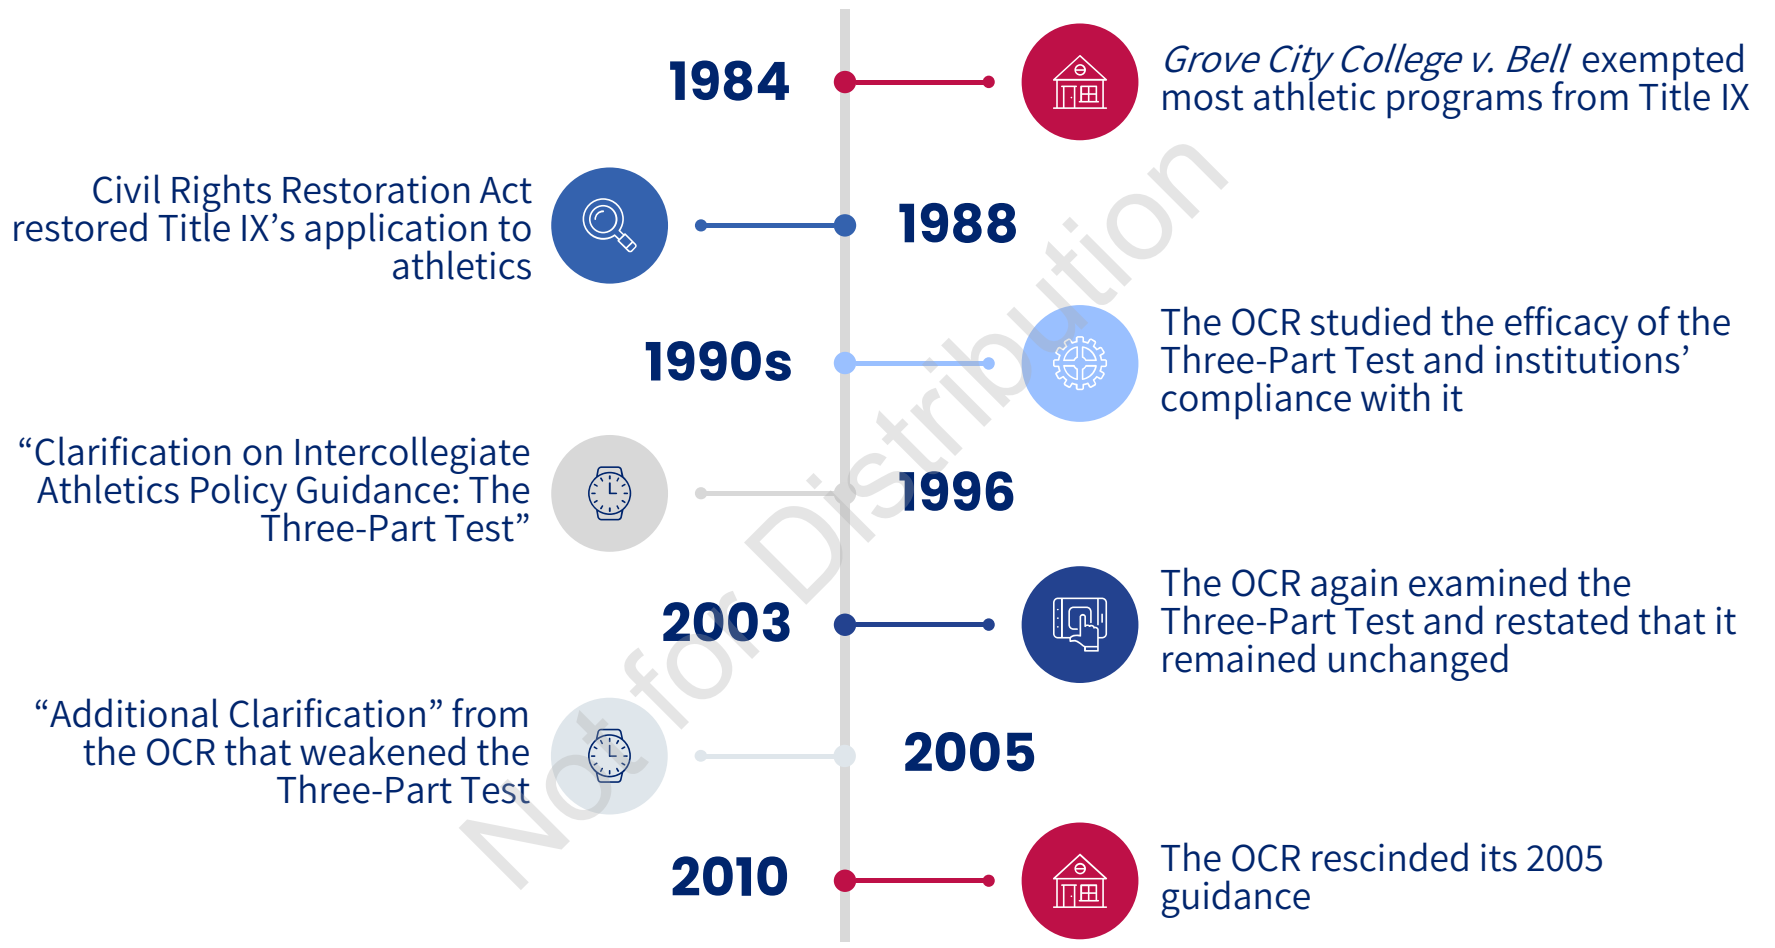 1984
Grove City College v. Bell exempted
most athletic programs from Title IX
Civil Rights Restoration Act
restored Title IX’s application to
athletics
1988
1990s
The OCR studied the efficacy of the
Three-Part Test and institutions’
compliance with it
“Clarification on Intercollegiate
Athletics Policy Guidance: The
Three-Part Test”
1996
2003
The OCR again examined the
Three-Part Test and restated that it
remained unchanged
“Additional Clarification” from
the OCR that weakened the
Three-Part Test
2005
2010
The OCR rescinded its 2005
guidance
Not for Distribution